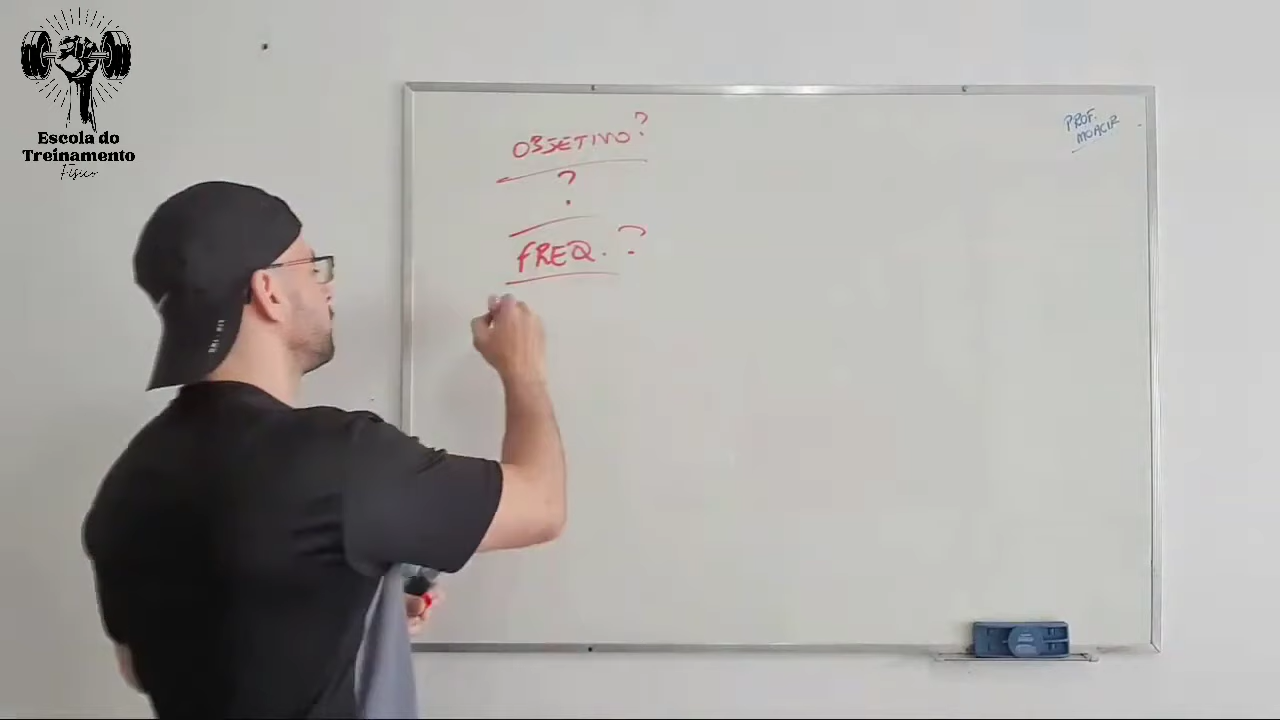 Escola do
Treinamento
Físico
PROF.
MOACIR
OBJETIVO?
?
FREQ. ?